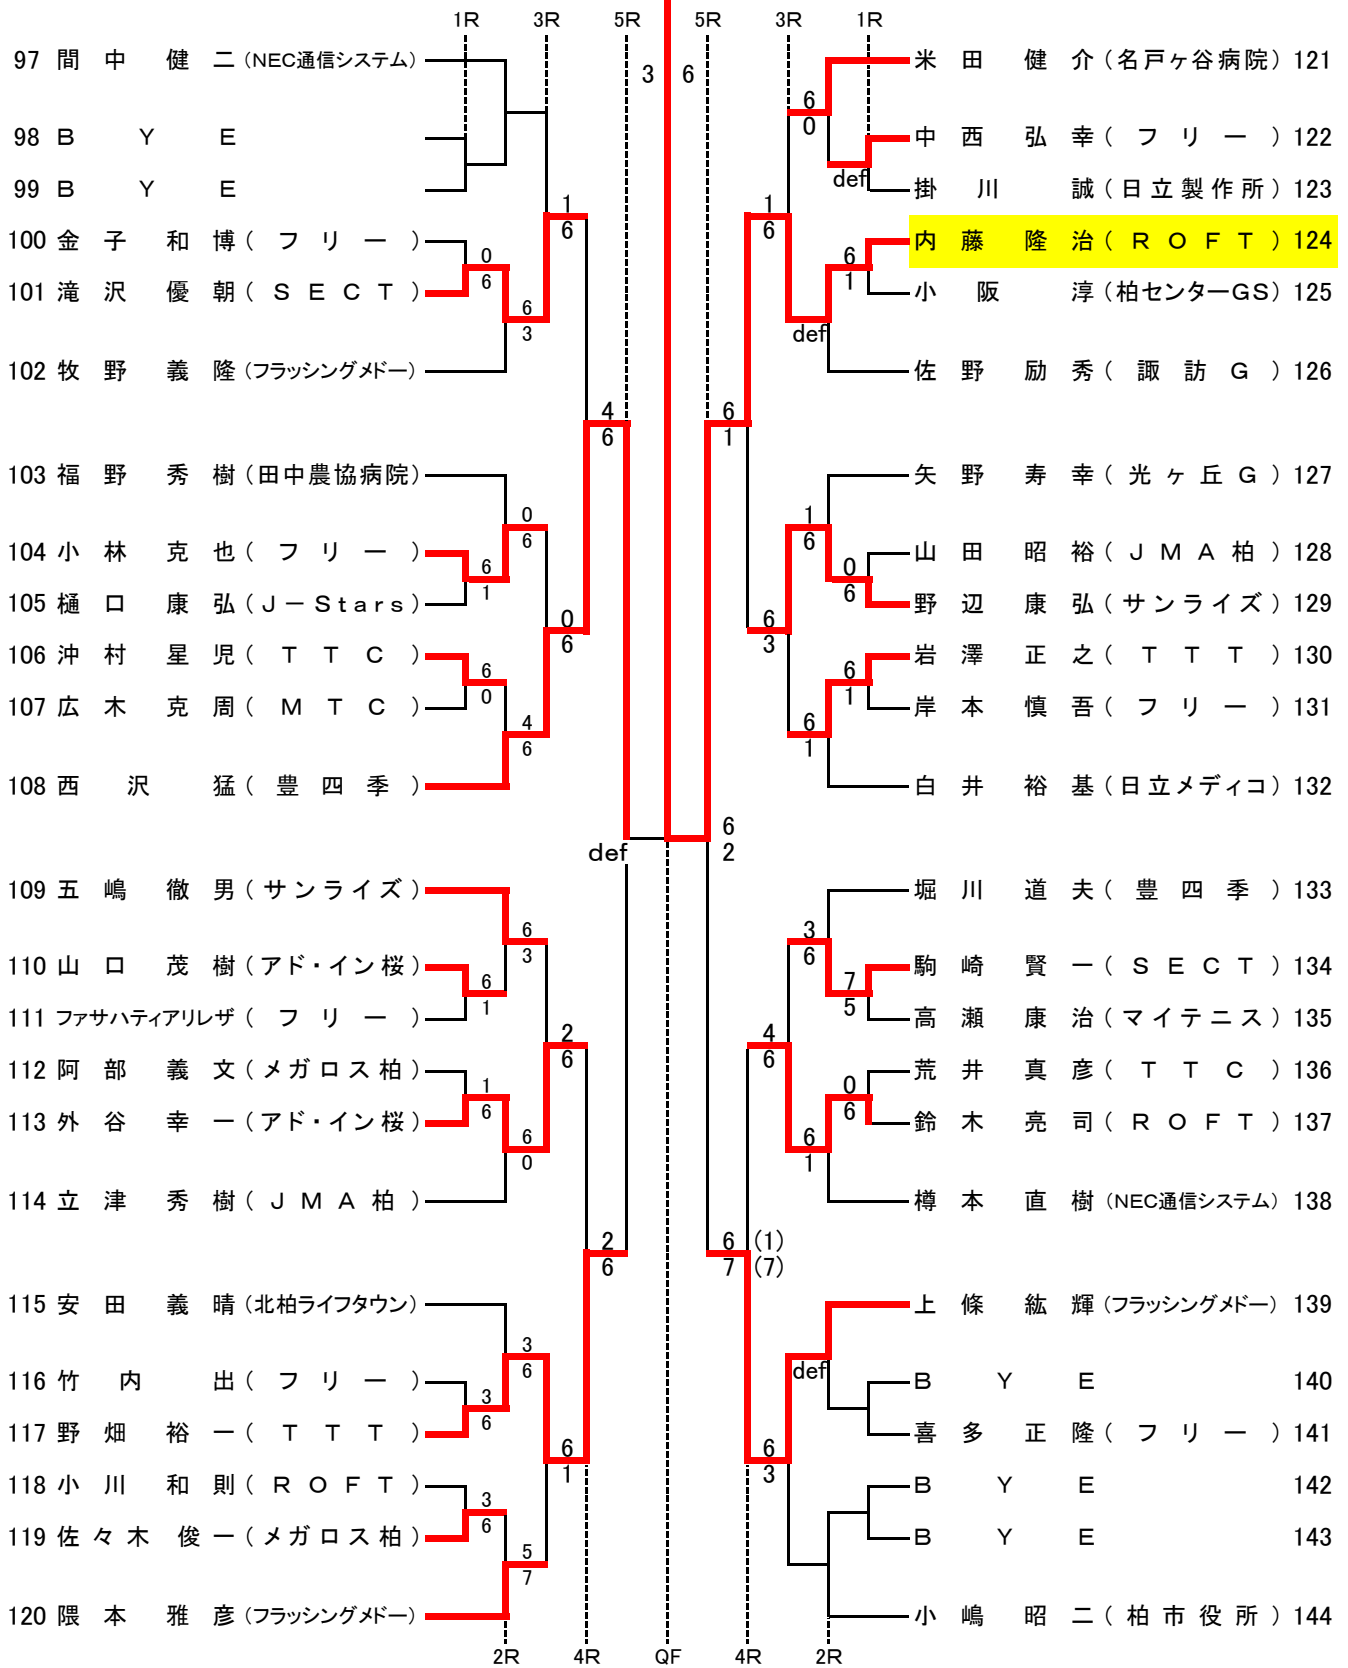 1R 3R 5R 5R 3R 1R
3 6
97 間中 健二 (NEC通信システム)
98 B Y E
99 B Y E
1
6
100 金子 和博 (フリー)
0
6
101 滝沢 優朝 (SECT)
6
3
102 牧野 義隆 (フラッシングメドー)
4
6
103 福野 秀樹 (田中農協病院)
0
6
104 小林 克也 (フリー)
6
1
105 樋口 康弘 (J－Stars)
0
6
106 沖村 星児 (TTC)
6
0
107 広木 克周 (MTC)
4
6
108 西沢 猛 (豊四季)
def
109 五嶋 徹男 (サンライズ)
6
3
110 山口 茂樹 (アド・イン桜)
6
1
111 ファサハティアリレザ (フリー)
2
6
112 阿部 義文 (メガロス柏)
1
6
113 外谷 幸一 (アド・イン桜)
6
0
114 立津 秀樹 (JMA柏)
2
6
115 安田 義晴 (北柏ライフタウン)
3
6
116 竹内 出 (フリー)
3
6
117 野畑 裕一 (TTT)
6
1
118 小川 和則 (ROFT)
3
6
119 佐々木 俊一 (メガロス柏)
5
7
120 隈本 雅彦 (フラッシングメドー)
米田 健介 (名戸ヶ谷病院) 121
6
0
中西 弘幸 (フリー) 122
def
掛川 誠 (日立製作所) 123
1
6
内藤 隆治 (ROFT) 124
6
1
小阪 淳 (柏センターGS) 125
def
佐野 励秀 (諏訪G) 126
6
1
矢野 寿幸 (光ヶ丘G) 127
1
6
山田 昭裕 (JMA柏) 128
0
6
野辺 康弘 (サンライズ) 129
6
3
岩澤 正之 (TTT) 130
6
1
岸本 慎吾 (フリー) 131
6
1
白井 裕基 (日立メディコ) 132
6
2
堀川 道夫 (豊四季) 133
3
6
駒崎 賢一 (SECT) 134
7
5
高瀬 康治 (マイテニス) 135
4
6
荒井 真彦 (TTC) 136
0
6
鈴木 亮司 (ROFT) 137
6
1
樽本 直樹 (NEC通信システム) 138
6 (1)
7 (7)
上條 紘輝 (フラッシングメドー) 139
def
B Y E 140
喜多 正隆 (フリー) 141
6
3
B Y E 142
B Y E 143
小嶋 昭二 (柏市役所) 144
2R 4R QF 4R 2R